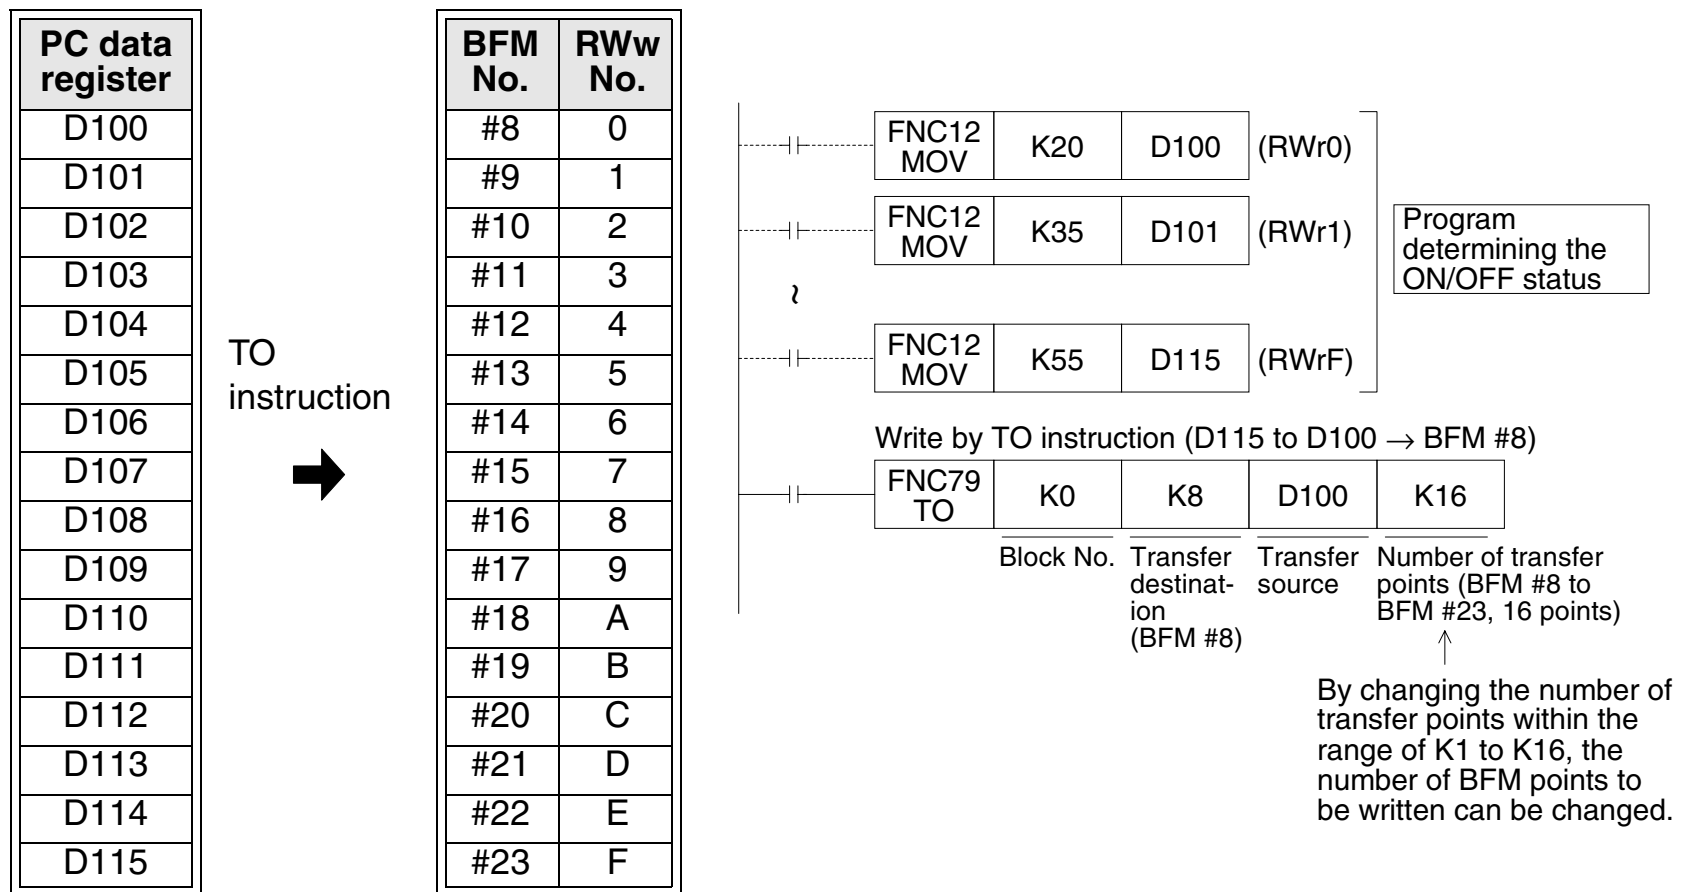 PC data
register
D100
D101
D102
D103
D104
D105
D106
D107
D108
D109
D110
D111
D112
D113
D114
D115
TO
instruction
BFM No. RWw No.
#8 0
#9 1
#10 2
#11 3
#12 4
#13 5
#14 6
#15 7
#16 8
#17 9
#18 A
#19 B
#20 C
#21 D
#22 E
#23 F
FNC12 MOV K20 D100 (RWr0)
FNC12 MOV K35 D101 (RWr1)
~
FNC12 MOV K55 D115 (RWrF)
Program
determining the
ON/OFF status
Write by TO instruction (D115 to D100 → BFM #8)
FNC79 TO K0 K8 D100 K16
Block No.
Transfer
destinat-
ion
(BFM #8)
Transfer
source
Number of transfer
points (BFM #8 to
BFM #23, 16 points)
By changing the number of
transfer points within the
range of K1 to K16, the
number of BFM points to
be written can be changed.